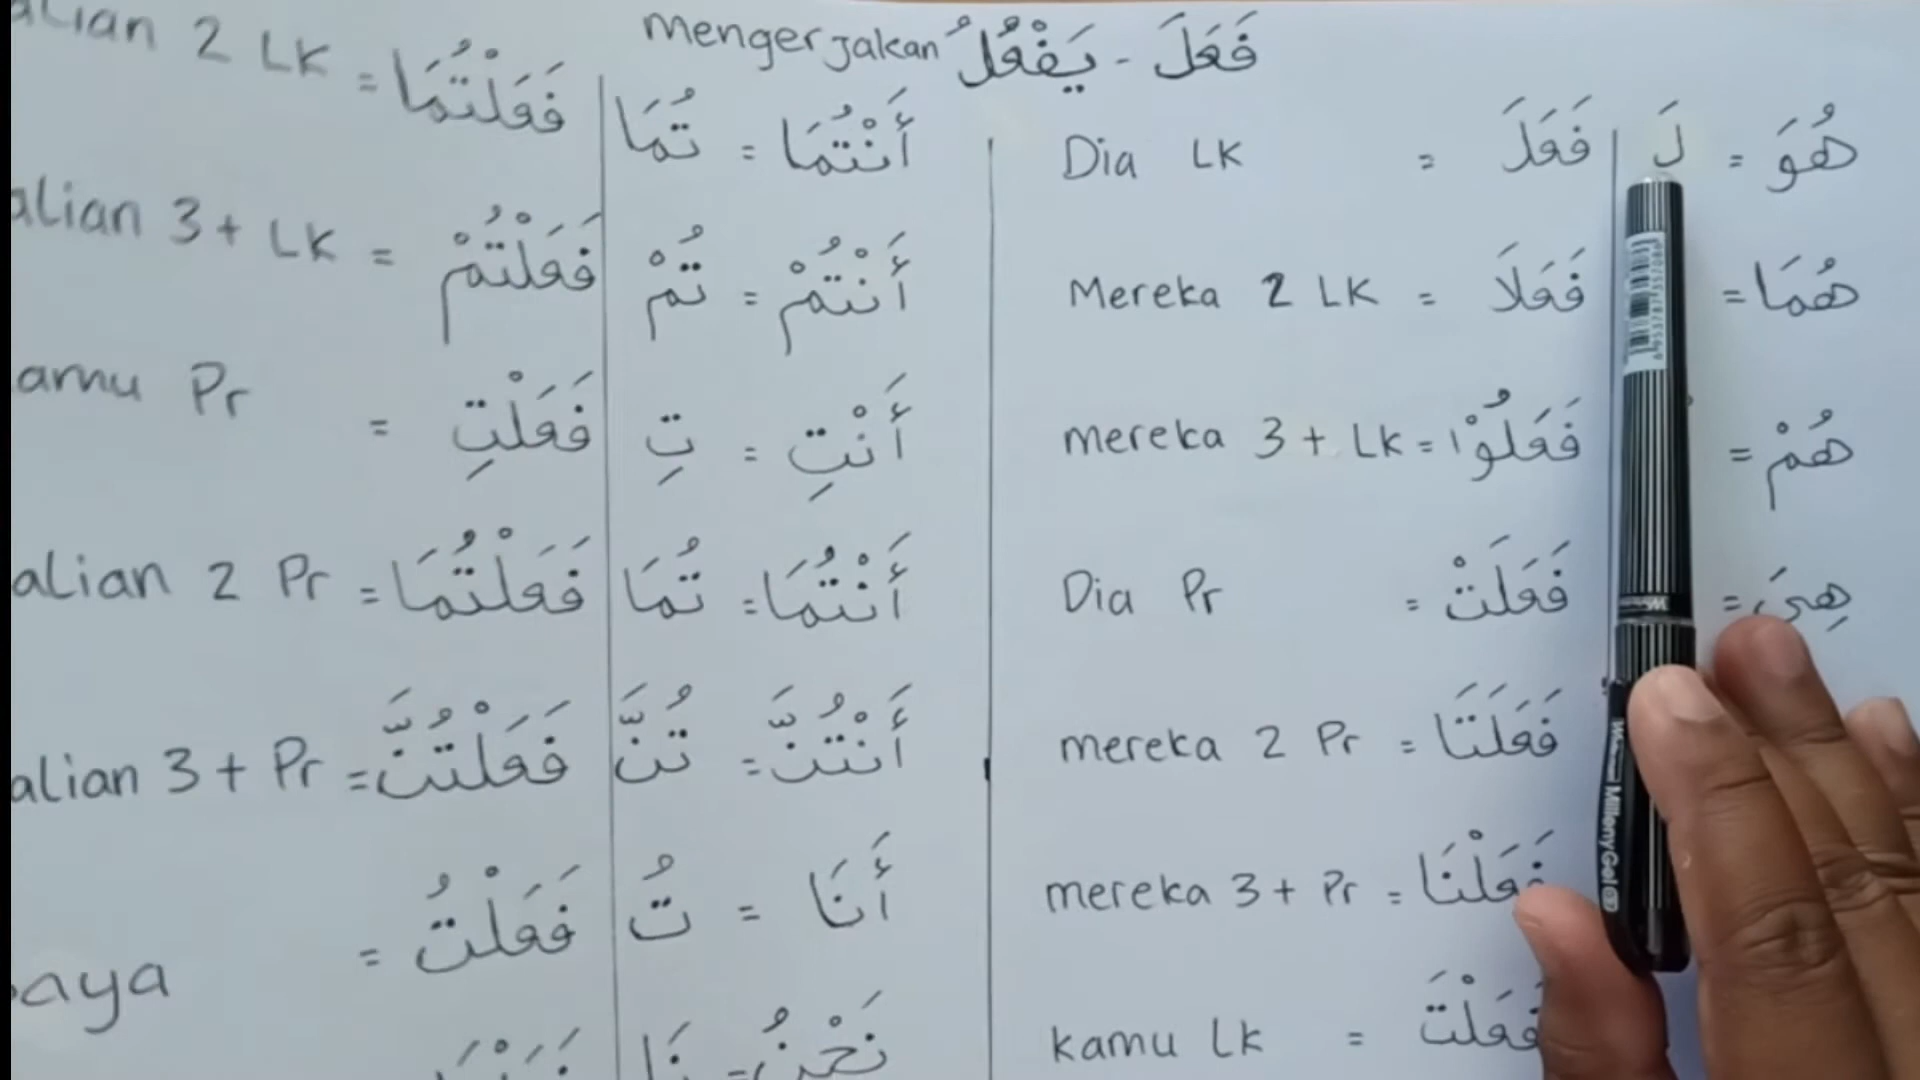 mengerjakan فَعَلَ - يَفْعُلُ
هُوَ = لَ | فَعَلَ = Dia LK
هُمَا = فَعَلَا = Mereka 2 LK
هُمْ = فَعَلُوْا = mereka 3 + Lk
هِيَ = فَعَلَتْ = Dia Pr
فَعَلَتَا = mereka 2 Pr
فَعَلْنَا = mereka 3 + Pr
فَعَلْتَ = kamu Lk
أَنْتُمَا = تُمَا | فَعَلْتُمَا = alian 2 LK
أَنْتُمْ = تُمْ | فَعَلْتُمْ = alian 3 + LK
أَنْتِ = تِ | فَعَلْتِ = amu Pr
أَنْتُمَا = تُمَا | فَعَلْتُمَا = alian 2 Pr
أَنْتُنَّ = تُنَّ | فَعَلْتُنَّ = alian 3 + Pr
أَنَا = تُ | فَعَلْتُ = aya
نَحْنُ = نَا
MillenyGel